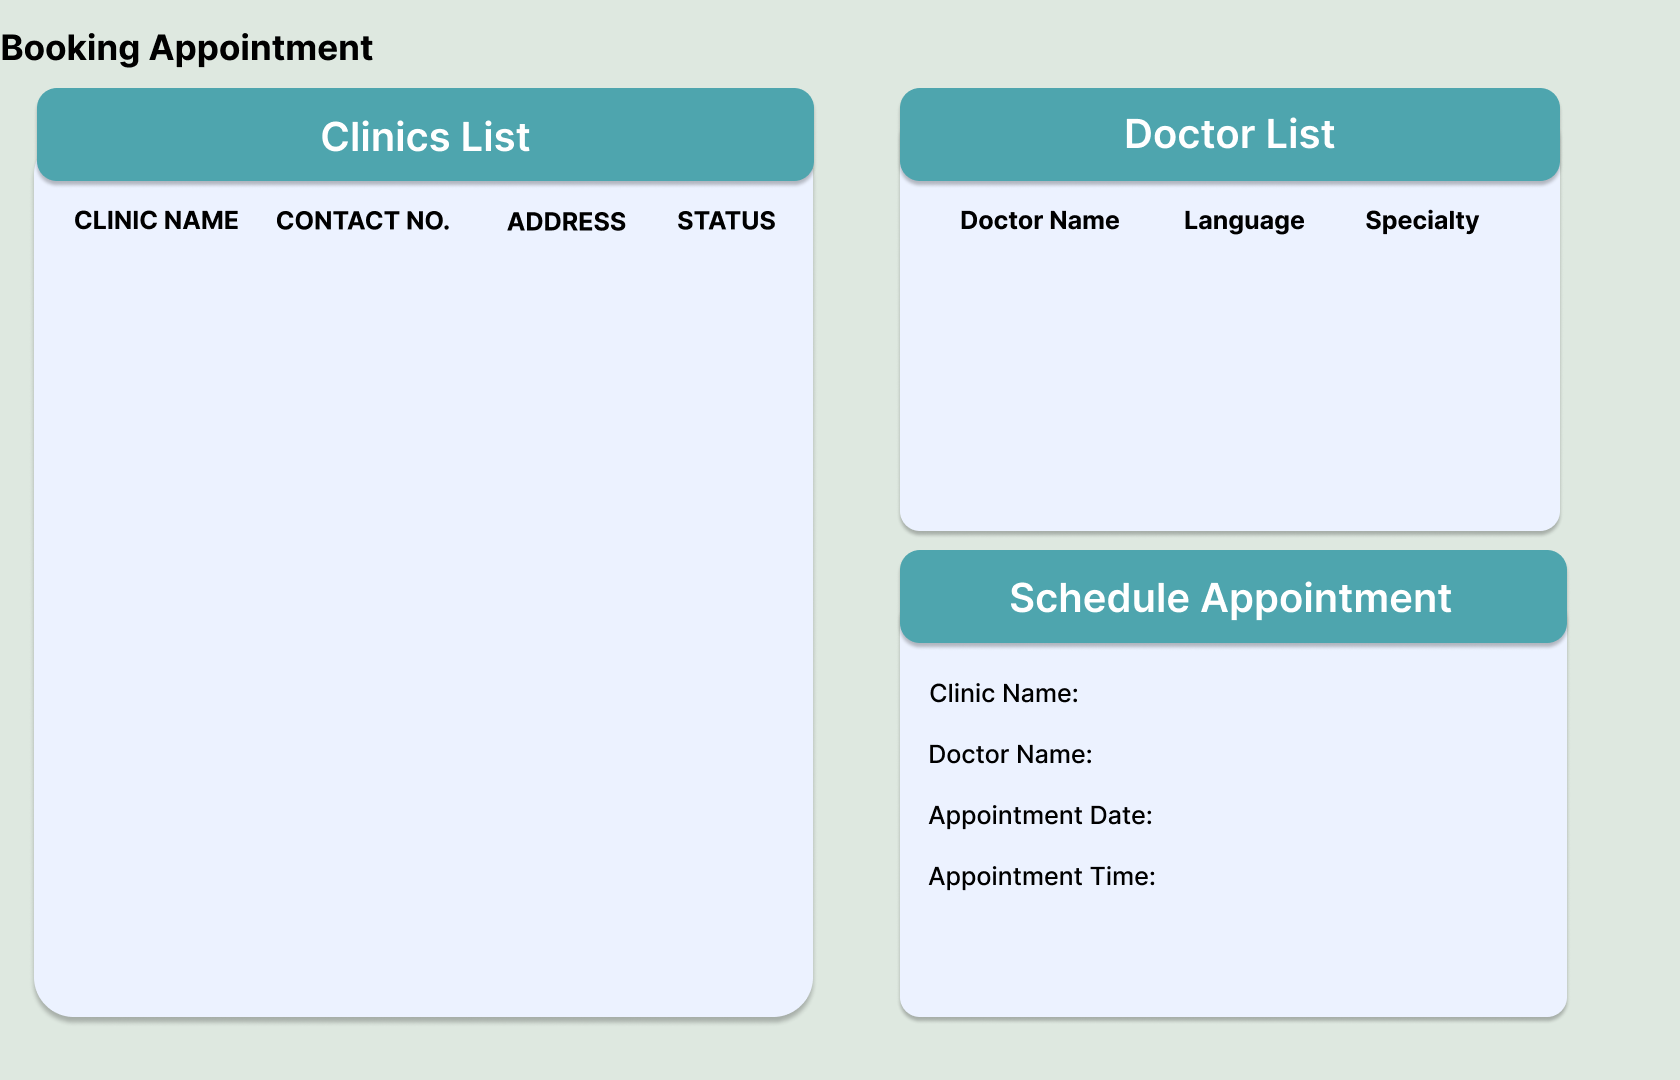 Booking Appointment
Clinics List
CLINIC NAME CONTACT NO. ADDRESS STATUS
Doctor List
Doctor Name Language Specialty
Schedule Appointment
Clinic Name:
Doctor Name:
Appointment Date:
Appointment Time: